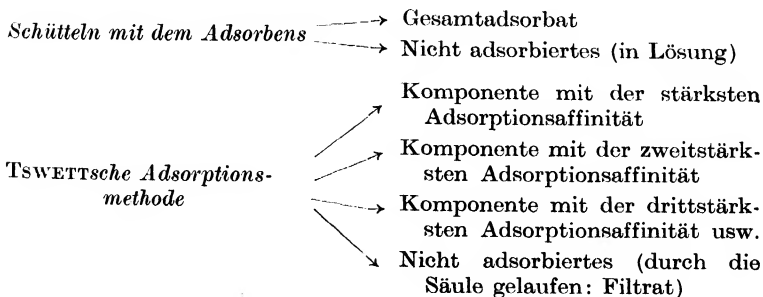 Schütteln mit dem Adsorbens
Gesamtadsorbat
Nicht adsorbiertes (in Lösung)
TSWETTsche Adsorptions-
methode
Komponente mit der stärksten
Adsorptionsaffinität
Komponente mit der zweitstärk-
sten Adsorptionsaffinität
Komponente mit der drittstärk-
sten Adsorptionsaffinität usw.
Nicht adsorbiertes (durch die
Säule gelaufen: Filtrat)